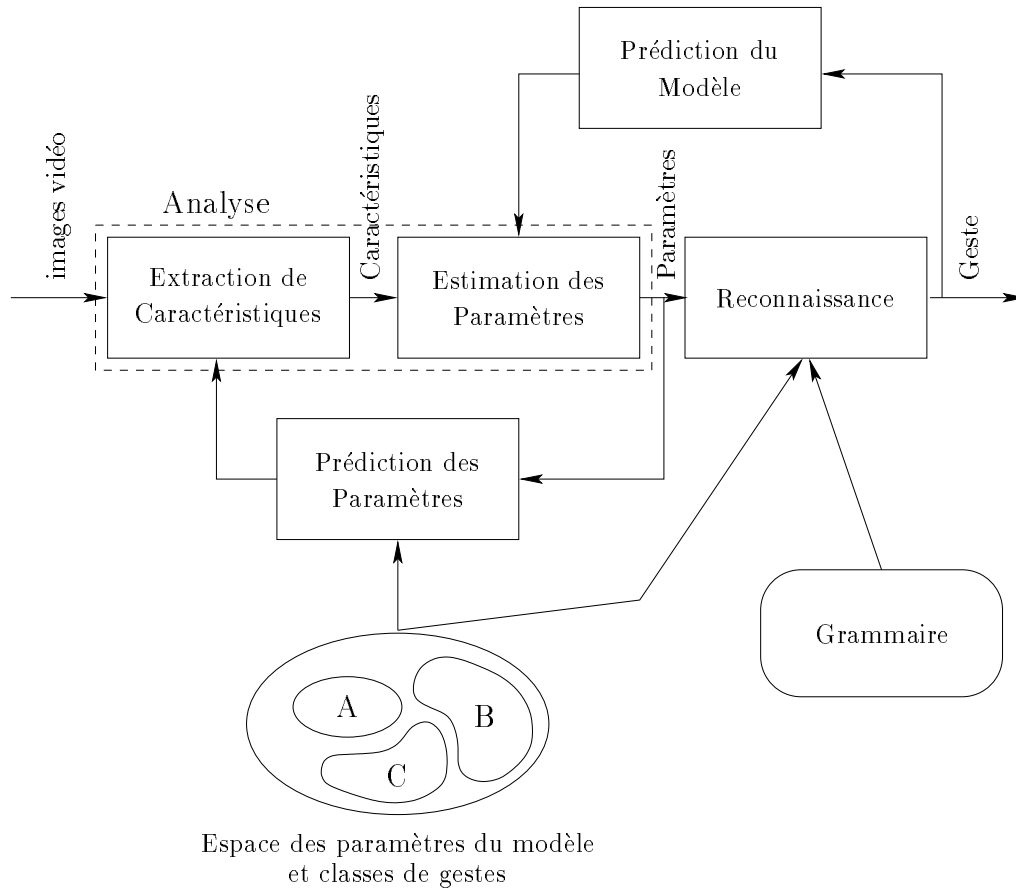 Prédiction du
Modèle
images vidéo
Analyse
Caractéristiques
Paramètres
Geste
Extraction de
Caractéristiques
Estimation des
Paramètres
Reconnaissance
Prédiction des
Paramètres
Grammaire
A
B
C
Espace des paramètres du modèle
et classes de gestes